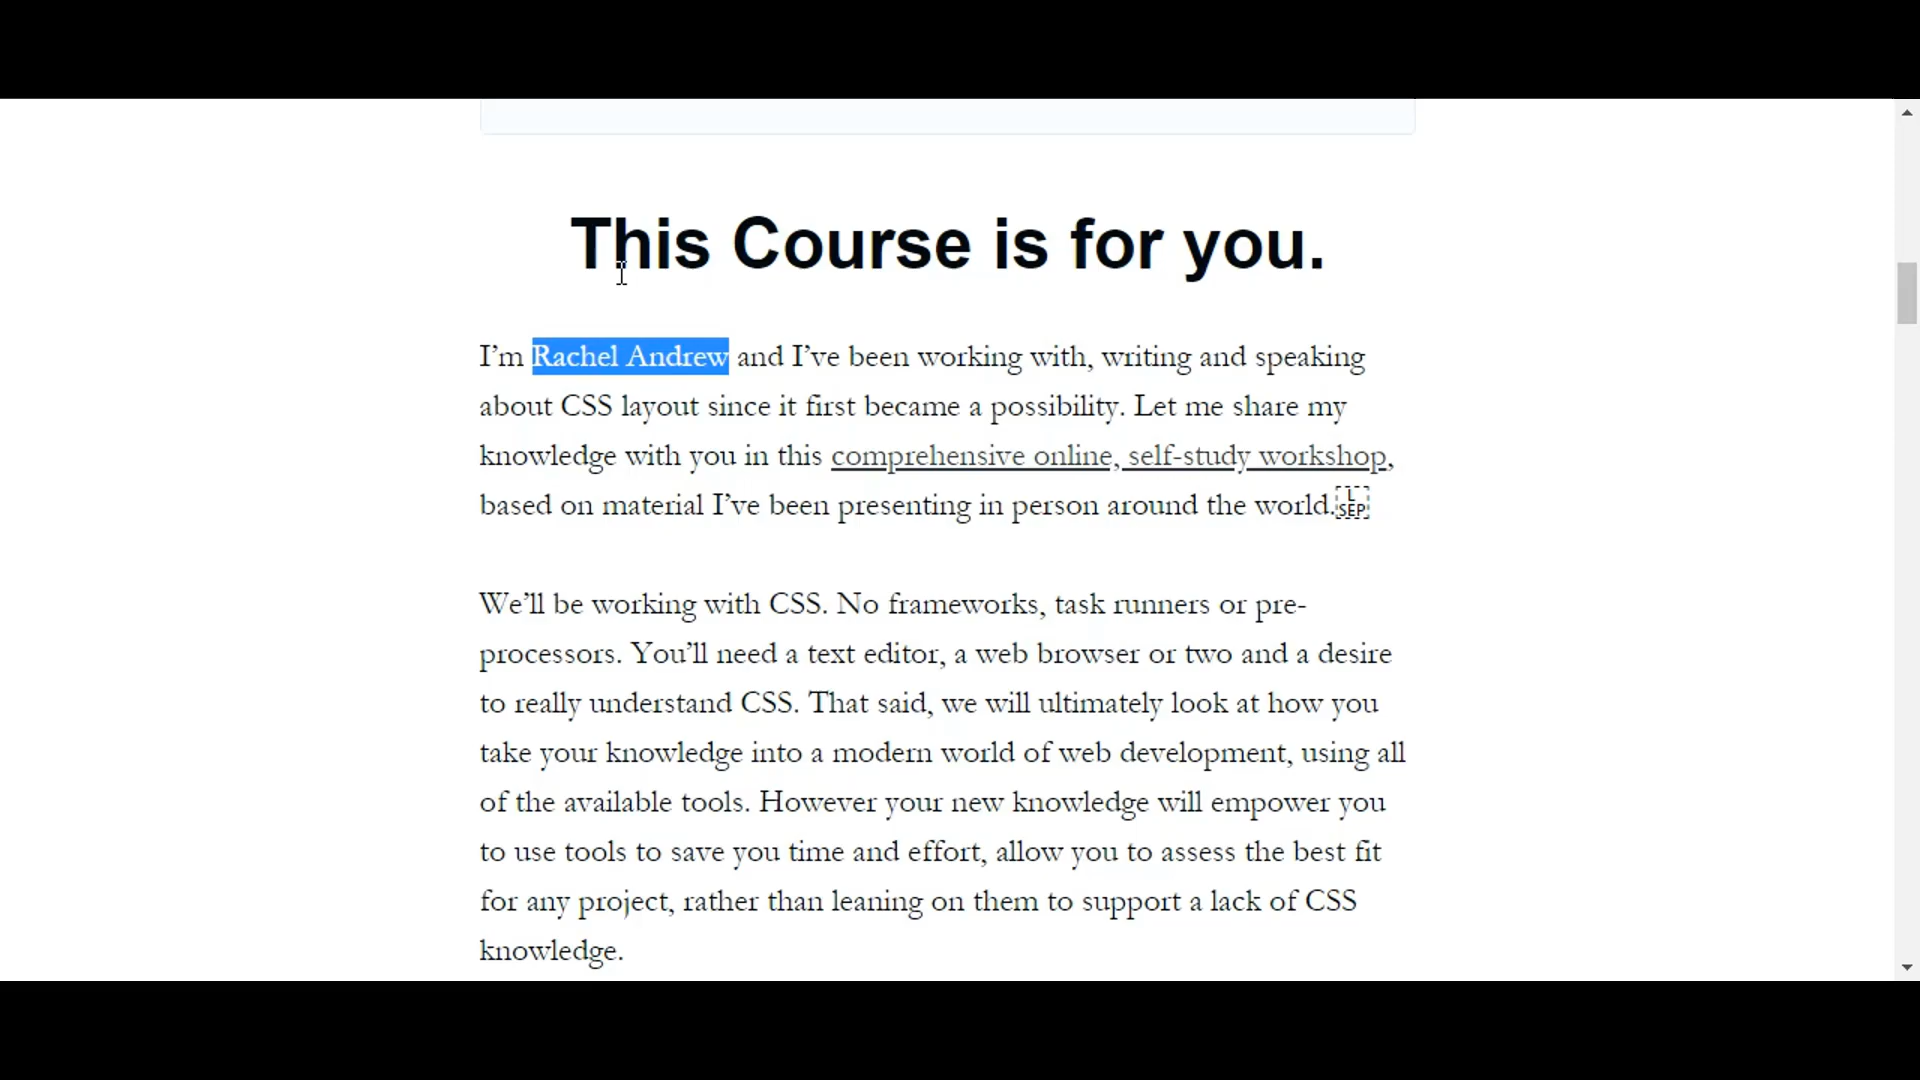 This Course is for you.
I’m Rachel Andrew and I’ve been working with, writing and speaking
about CSS layout since it first became a possibility. Let me share my
knowledge with you in this comprehensive online, self-study workshop,
based on material I’ve been presenting in person around the world.
L
SEP
We’ll be working with CSS. No frameworks, task runners or pre-
processors. You’ll need a text editor, a web browser or two and a desire
to really understand CSS. That said, we will ultimately look at how you
take your knowledge into a modern world of web development, using all
of the available tools. However your new knowledge will empower you
to use tools to save you time and effort, allow you to assess the best fit
for any project, rather than leaning on them to support a lack of CSS
knowledge.